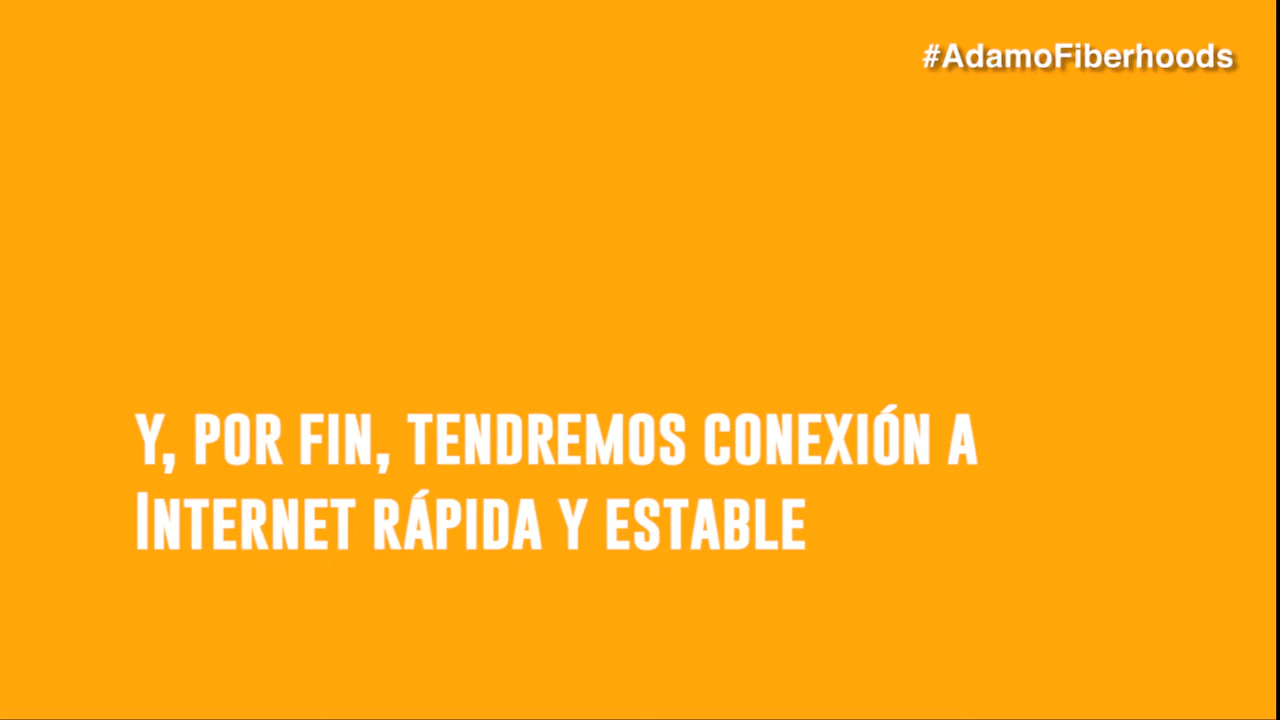 #AdamoFiberhoods
Y, POR FIN, TENDREMOS CONEXIÓN A
INTERNET RÁPIDA Y ESTABLE